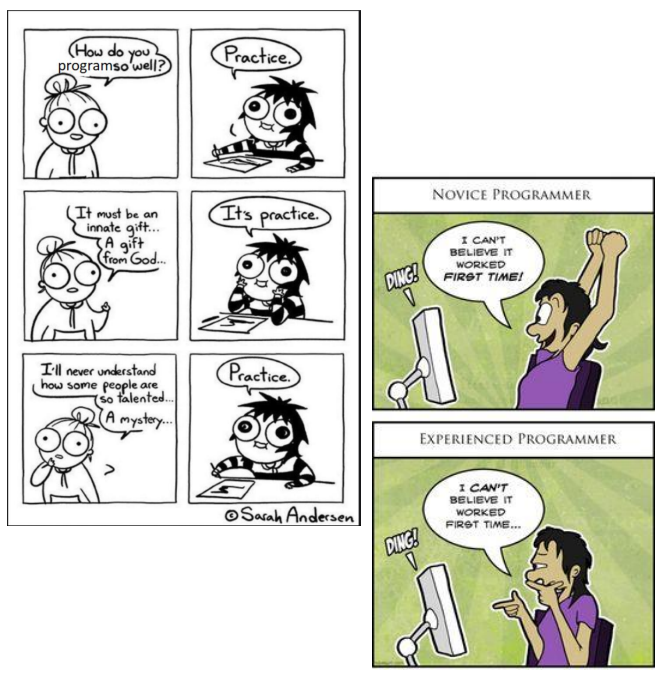 How do you
programso well?
Practice.
It must be an
innate gift...
A gift
from God...
It's practice.
I'll never understand
how some people are
so talented...
A mystery...
Practice.
© Sarah Andersen
NOVICE PROGRAMMER
I CAN'T
BELIEVE IT
WORKED
FIRST TIME!
DING!
EXPERIENCED PROGRAMMER
I CAN'T
BELIEVE IT
WORKED
FIRST TIME...
DING!